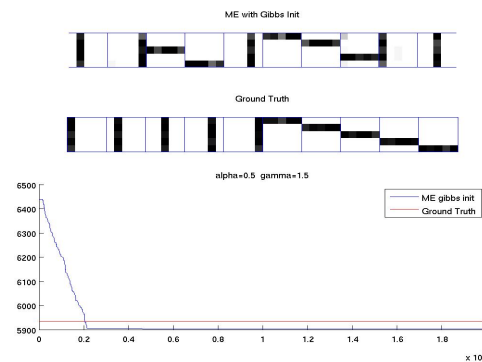 ME with Gibbs Init
Ground Truth
alpha=0.5 gamma=1.5
6500
6400
6300
6200
6100
6000
5900
ME gibbs init
Ground Truth
0 0.2 0.4 0.6 0.8 1 1.2 1.4 1.6 1.8
x 10